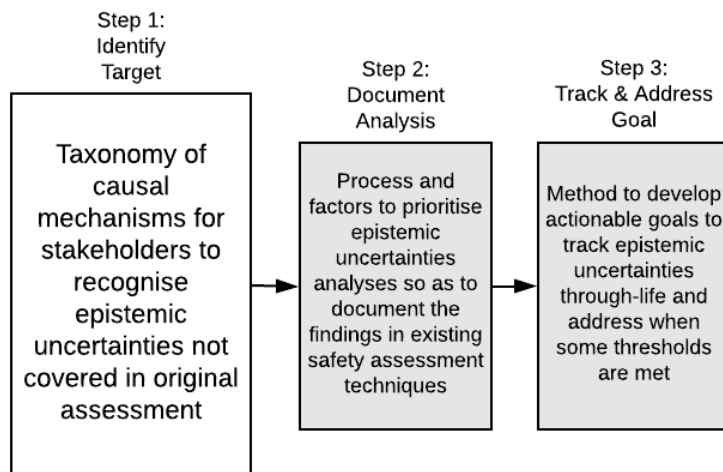 Step 1:
Identify
Target
Taxonomy of
causal
mechanisms for
stakeholders to
recognise
epistemic
uncertainties not
covered in original
assessment
Step 2:
Document
Analysis
Process and
factors to prioritise
epistemic
uncertainties
analyses so as to
document the
findings in existing
safety assessment
techniques
Step 3:
Track & Address
Goal
Method to develop
actionable goals to
track epistemic
uncertainties
through-life and
address when
some thresholds
are met